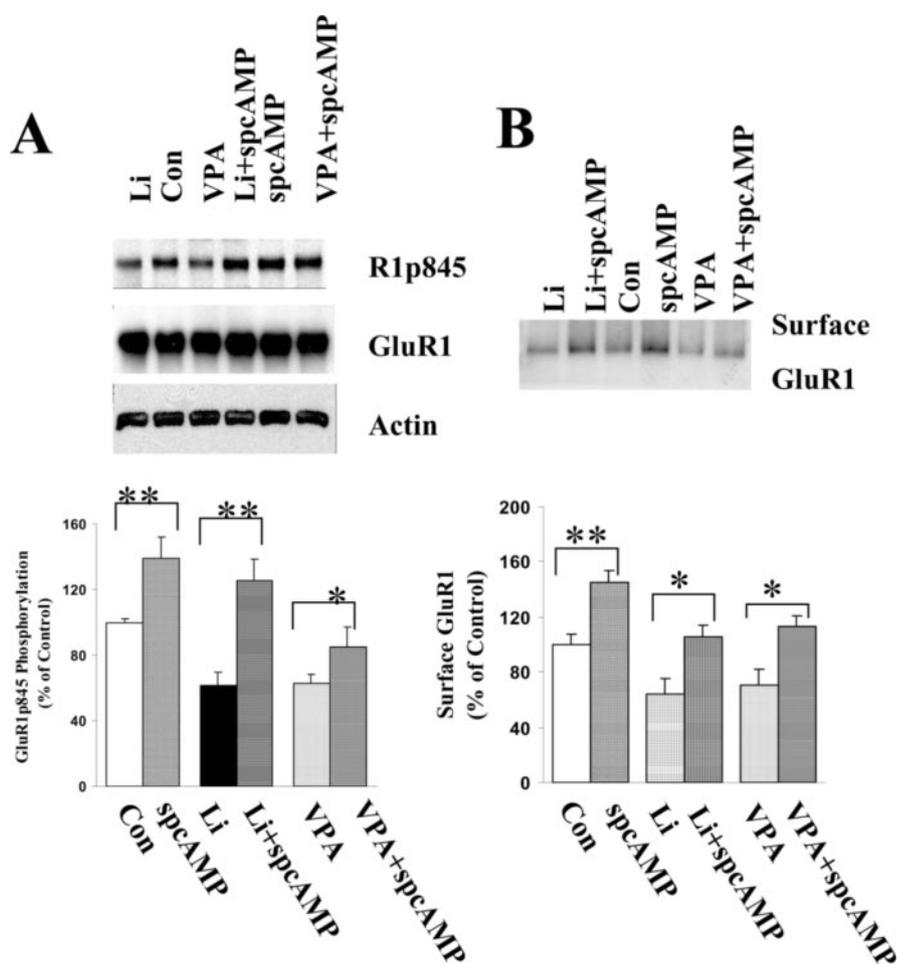 A
Li
Con
VPA
Li+spcAMP
spcAMP
VPA+spcAMP
R1p845
GluR1
Actin
**
**
*
160
120
80
40
0
GluR1p845 Phosphorylation
(% of Control)
Con
spcAMP
Li
Li+spcAMP
VPA
VPA+spcAMP
B
Li
Li+spcAMP
Con
spcAMP
VPA
VPA+spcAMP
Surface
GluR1
**
*
*
200
160
120
80
40
0
Surface GluR1
(% of Control)
Con
spcAMP
Li
Li+spcAMP
VPA
VPA+spcAMP